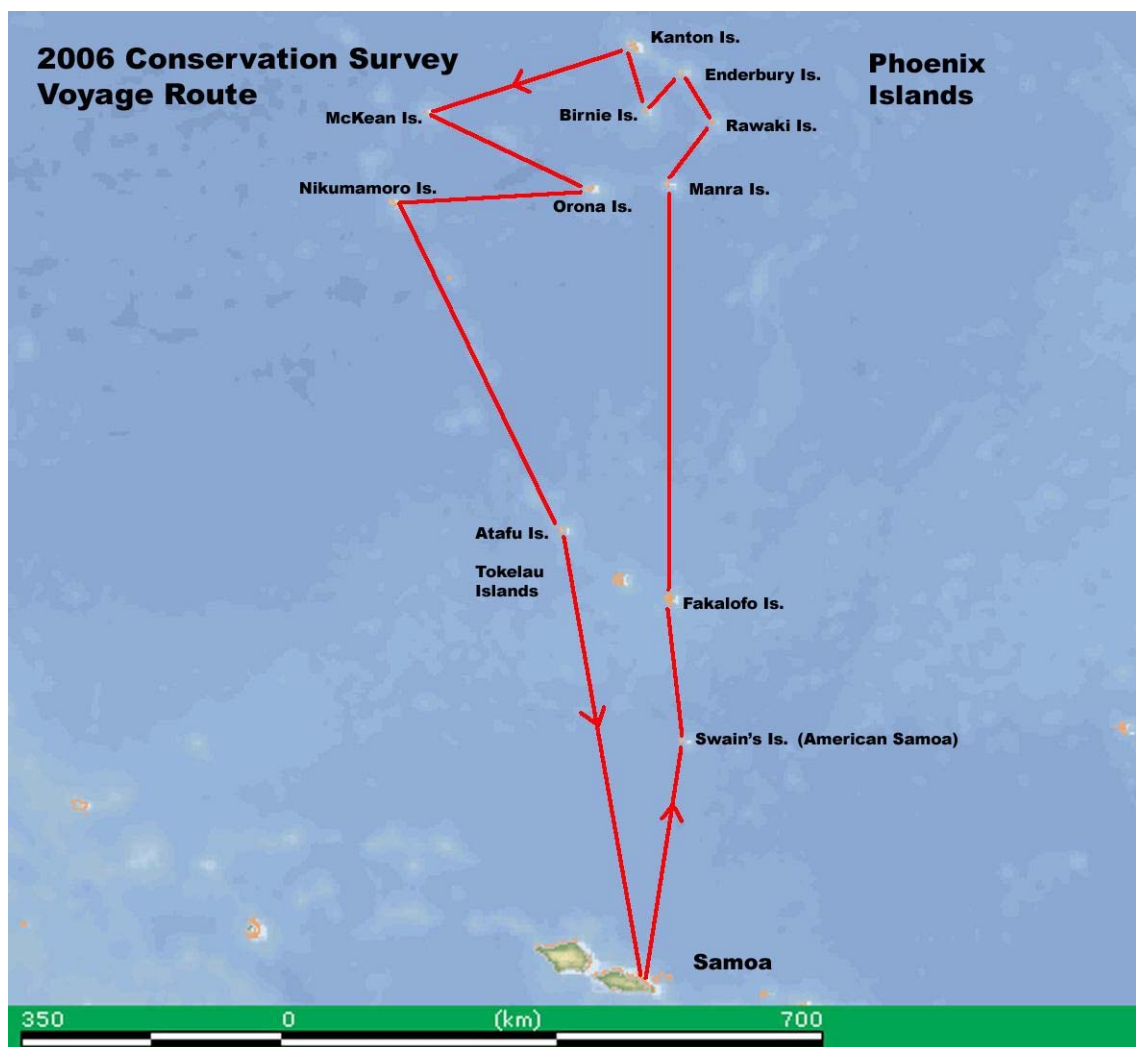 2006 Conservation Survey
Voyage Route
Kanton Is.
Enderbury Is.
Phoenix
Islands
McKean Is.
Birnie Is.
Rawaki Is.
Nikumamoro Is.
Orona Is.
Manra Is.
Atafu Is.
Tokelau
Islands
Fakalofo Is.
Swain's Is. (American Samoa)
Samoa
350 0 (km) 700